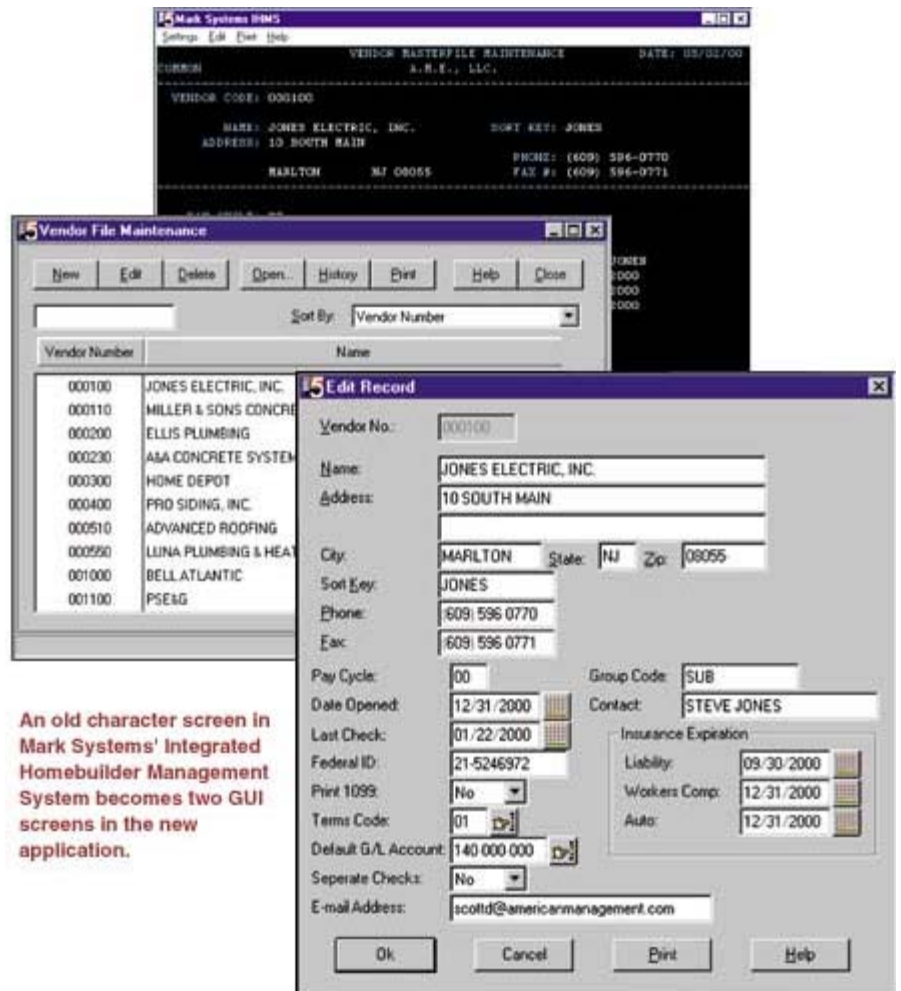 Mark Systems IHMS
Settings Edit Print Help
VENDOR MASTERFILE MAINTENANCE DATE: 05/02/00
COMMON A.M.E., LLC.
VENDOR CODE: 000100
NAME: JONES ELECTRIC, INC. SORT KEY: JONES
ADDRESS: 10 SOUTH MAIN
PHONE: (609) 596-0770
MARLTON NJ 08055 FAX #: (609) 596-0771
JONES
2000
2000
2000
Vendor File Maintenance
New Edit Delete Open... History Print Help Close
Sort By: Vendor Number
Vendor Number Name
000100 JONES ELECTRIC, INC.
000110 MILLER & SONS CONCRE
000200 ELLIS PLUMBING
000230 A&A CONCRETE SYSTEM
000300 HOME DEPOT
000400 PRO SIDING, INC.
000510 ADVANCED ROOFING
000550 LUNA PLUMBING & HEAT
001000 BELL ATLANTIC
001100 PSE&G
Edit Record
Vendor No.: 000100
Name: JONES ELECTRIC, INC.
Address: 10 SOUTH MAIN
City: MARLTON State: NJ Zip: 08055
Sort Key: JONES
Phone: (609) 596 0770
Fax: (609) 596 0771
Pay Cycle: 00 Group Code: SUB
Date Opened: 12/31/2000 Contact: STEVE JONES
Last Check: 01/22/2000 Insurance Expiration
Federal ID: 21-5246972 Liability: 09/30/2000
Print 1099: No Workers Comp: 12/31/2000
Terms Code: 01 Auto: 12/31/2000
Default G/L Account: 140-000-000
Seperate Checks: No
E-mail Address: scottd@americanmanagement.com
Ok Cancel Print Help
An old character screen in
Mark Systems' Integrated
Homebuilder Management
System becomes two GUI
screens in the new
application.